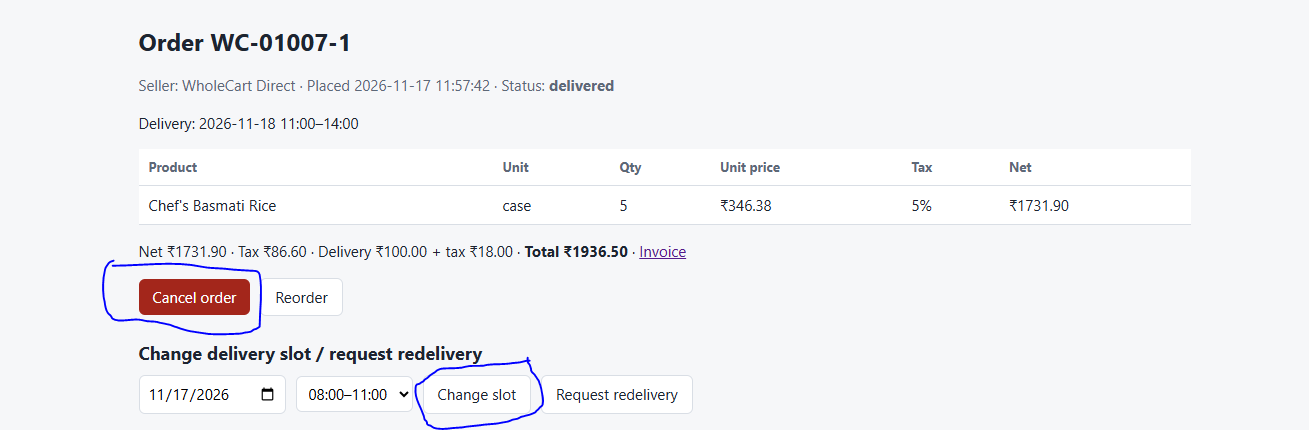 Order WC-01007-1
Seller: WholeCart Direct · Placed 2026-11-17 11:57:42 · Status: delivered
Delivery: 2026-11-18 11:00–14:00
Product Unit Qty Unit price Tax Net
Chef's Basmati Rice case 5 ₹346.38 5% ₹1731.90
Net ₹1731.90 · Tax ₹86.60 · Delivery ₹100.00 + tax ₹18.00 · Total ₹1936.50 · Invoice
Cancel order Reorder
Change delivery slot / request redelivery
11/17/2026 08:00–11:00 Change slot Request redelivery